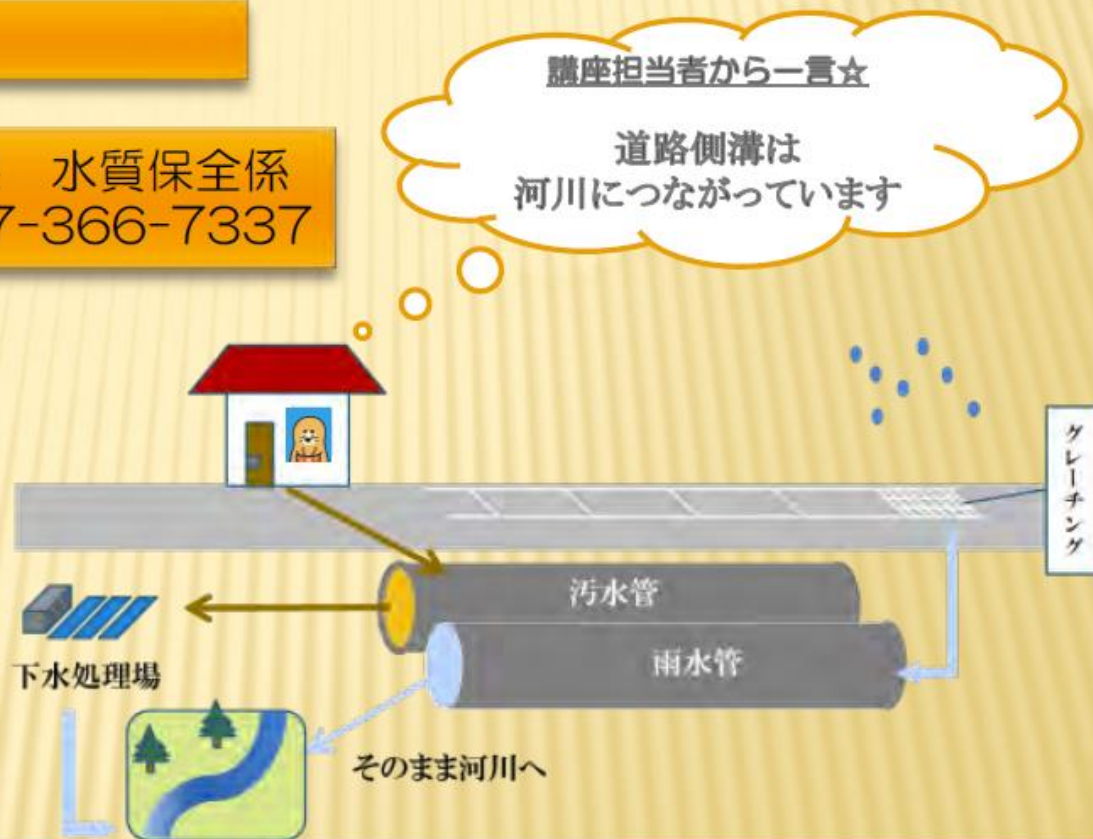 講座担当者から一言☆
道路側溝は
河川につながっています
水質保全係
7-366-7337
グレーチング
汚水管
雨水管
下水処理場
そのまま河川へ